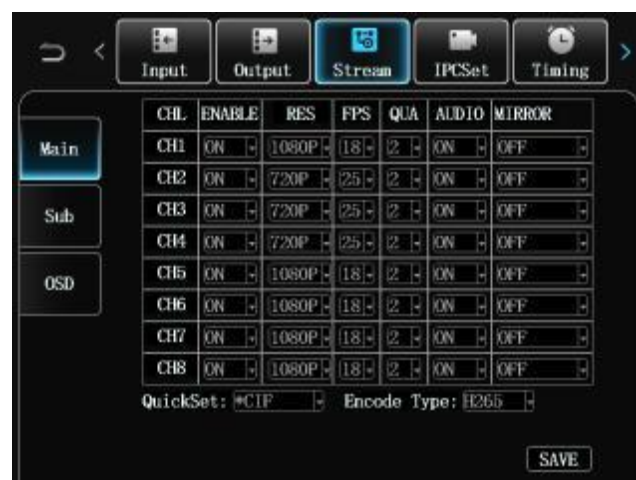 Input Output Stream IPCSet Timing
CHL ENABLE RES FPS QUA AUDIO MIRROR
Main CH1 ON 1080P 18 2 ON OFF
CH2 ON 720P 25 2 ON OFF
Sub CH3 ON 720P 25 2 ON OFF
CH4 ON 720P 25 2 ON OFF
OSD CH5 ON 1080P 18 2 ON OFF
CH6 ON 1080P 18 2 ON OFF
CH7 ON 1080P 18 2 ON OFF
CH8 ON 1080P 18 2 ON OFF
QuickSet: *CIF Encode Type: H265
SAVE